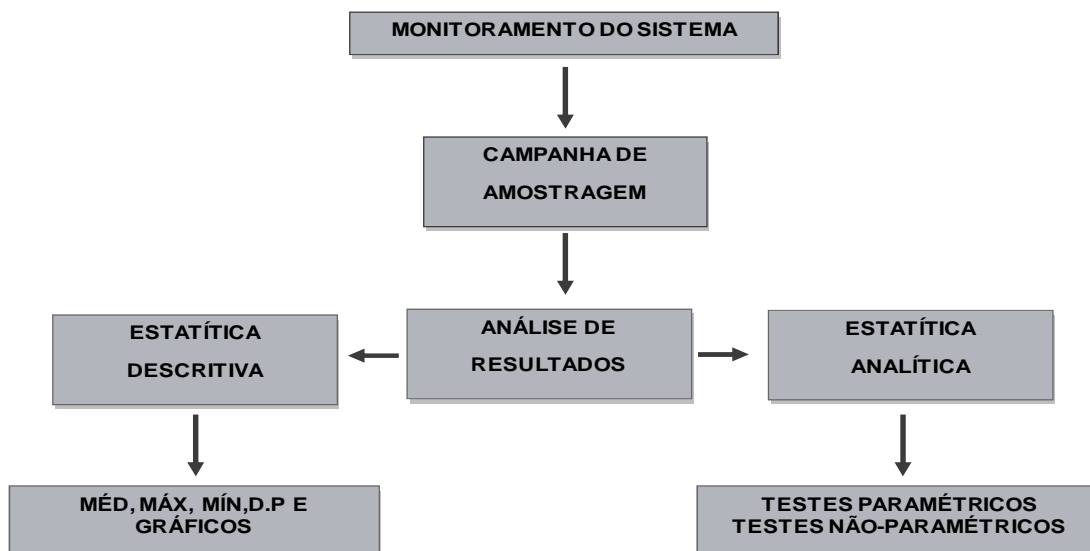 MONITORAMENTO DO SISTEMA
CAMPANHA DE
AMOSTRAGEM
ESTATÍTICA
DESCRITIVA
ANÁLISE DE
RESULTADOS
ESTATÍTICA
ANALÍTICA
MÉD, MÁX, MÍN,D.P E
GRÁFICOS
TESTES PARAMÉTRICOS
TESTES NÃO-PARAMÉTRICOS